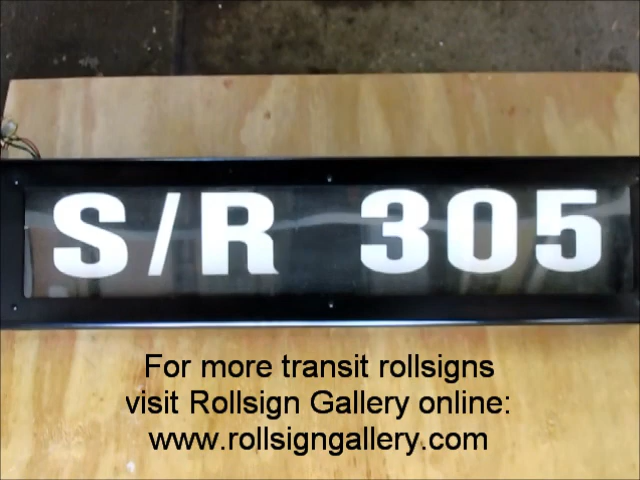 S/R 305
For more transit rollsigns
visit Rollsign Gallery online:
www.rollsigngallery.com